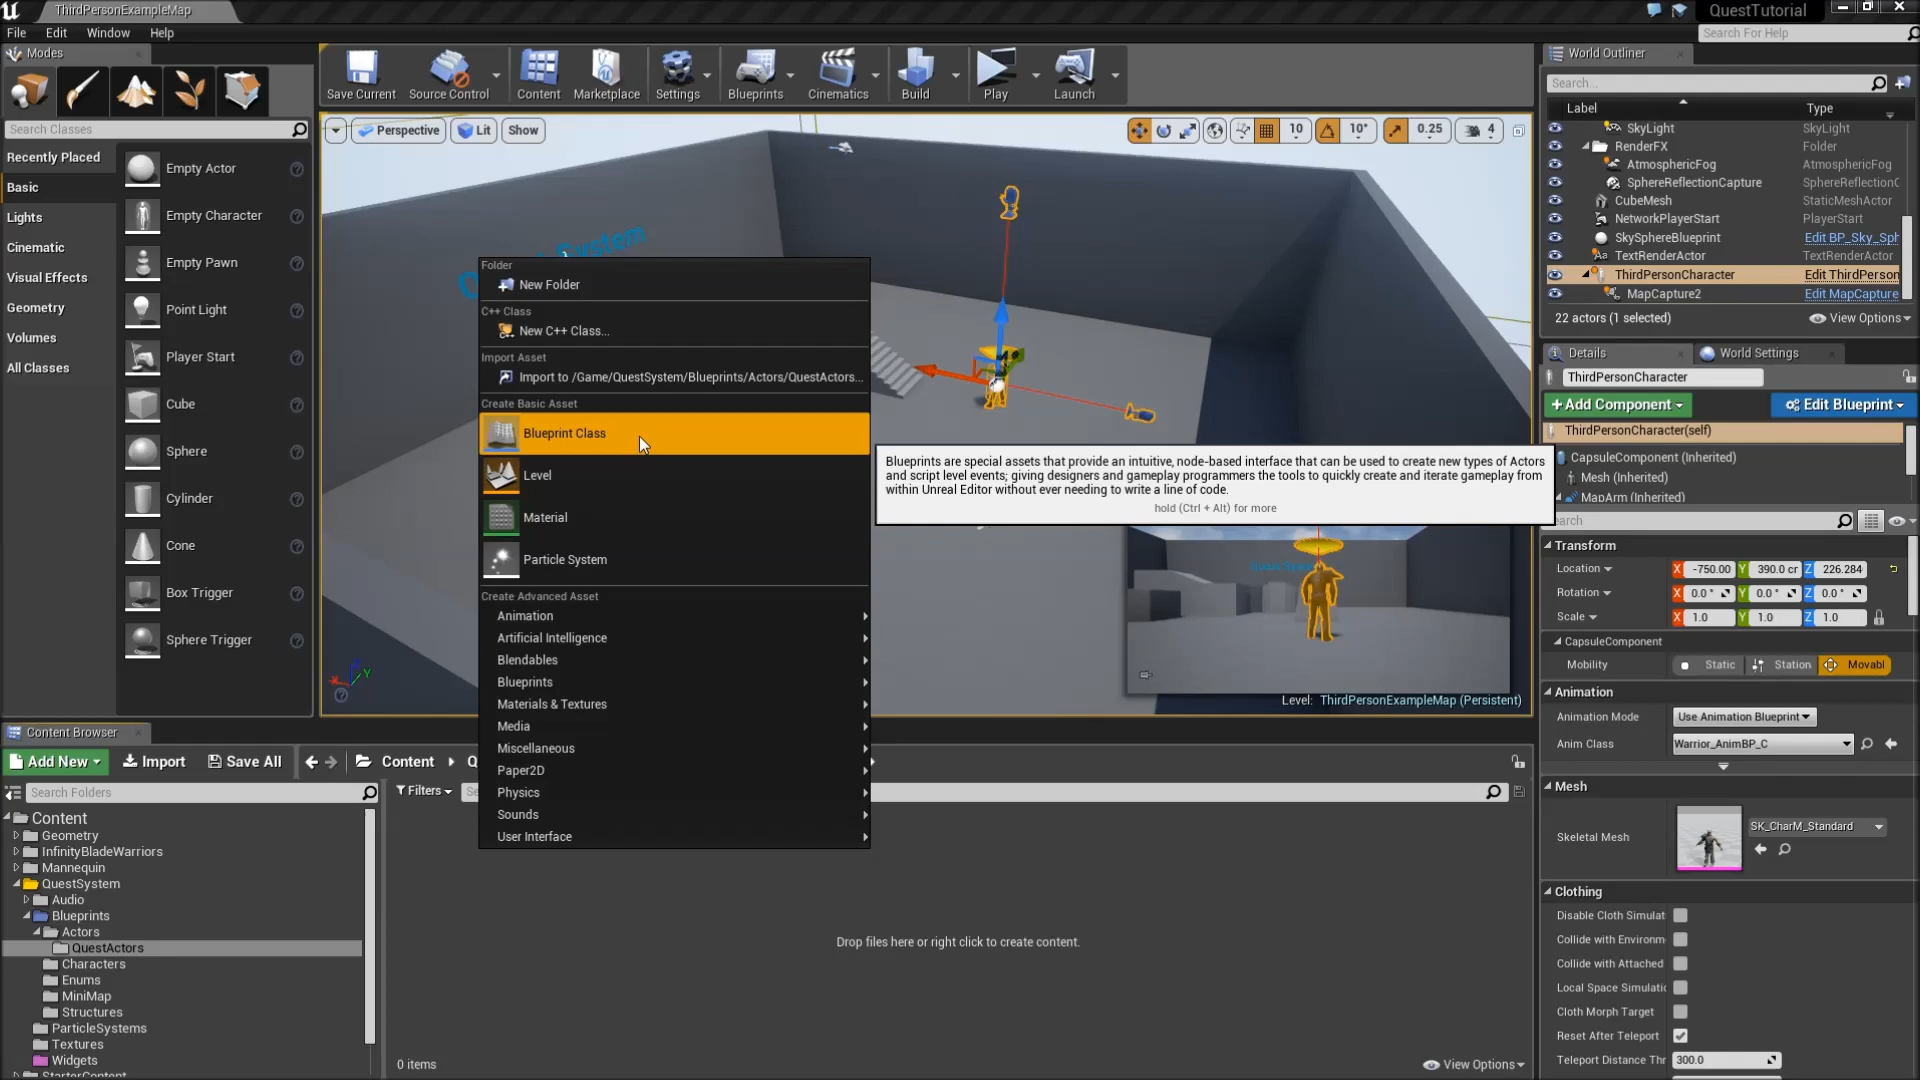 ThirdPersonExampleMap
QuestTutorial
File Edit Window Help
Search For Help
Modes
Search Classes
Recently Placed
Basic
Lights
Cinematic
Visual Effects
Geometry
Volumes
All Classes
Empty Actor
Empty Character
Empty Pawn
Point Light
Player Start
Cube
Sphere
Cylinder
Cone
Box Trigger
Sphere Trigger
Save Current
Source Control
Content
Marketplace
Settings
Blueprints
Cinematics
Build
Play
Launch
Perspective
Lit
Show
10
10°
0.25
4
System
Folder
New Folder
C++ Class
New C++ Class...
Import Asset
Import to /Game/QuestSystem/Blueprints/Actors/QuestActors...
Create Basic Asset
Blueprint Class
Level
Material
Particle System
Create Advanced Asset
Animation
Artificial Intelligence
Blendables
Blueprints
Materials & Textures
Media
Miscellaneous
Paper2D
Physics
Sounds
User Interface
Blueprints are special assets that provide an intuitive, node-based interface that can be used to create new types of Actors
and script level events; giving designers and gameplay programmers the tools to quickly create and iterate gameplay from
within Unreal Editor without ever needing to write a line of code.
hold (Ctrl + Alt) for more
Level: ThirdPersonExampleMap (Persistent)
World Outliner
Search...
Label Type
SkyLight SkyLight
RenderFX Folder
AtmosphericFog AtmosphericFog
SphereReflectionCapture SphereReflectionC
CubeMesh StaticMeshActor
NetworkPlayerStart PlayerStart
SkySphereBlueprint Edit BP_Sky_Sph
TextRenderActor TextRenderActor
ThirdPersonCharacter Edit ThirdPerson
MapCapture2 Edit MapCapture
22 actors (1 selected) View Options
Details
World Settings
ThirdPersonCharacter
+ Add Component
Edit Blueprint
ThirdPersonCharacter(self)
CapsuleComponent (Inherited)
Mesh (Inherited)
MapArm (Inherited)
earch
Transform
Location X -750.00 Y 390.0 cr Z 226.284
Rotation X 0.0 ° Y 0.0 ° Z 0.0 °
Scale X 1.0 Y 1.0 Z 1.0
CapsuleComponent
Mobility Static Station Movabl
Animation
Animation Mode Use Animation Blueprint
Anim Class Warrior_AnimBP_C
Mesh
Skeletal Mesh SK_CharM_Standard
Clothing
Disable Cloth Simulat
Collide with Environm
Collide with Attached
Local Space Simulatic
Cloth Morph Target
Reset After Teleport
Teleport Distance Thr 300.0
Content Browser
Add New Import Save All Content Q
Search Folders
Filters Se
Content
Geometry
InfinityBladeWarriors
Mannequin
QuestSystem
Audio
Blueprints
Actors
QuestActors
Characters
Enums
MiniMap
Structures
ParticleSystems
Textures
Widgets
StarterContent
Drop files here or right click to create content.
0 items
View Options